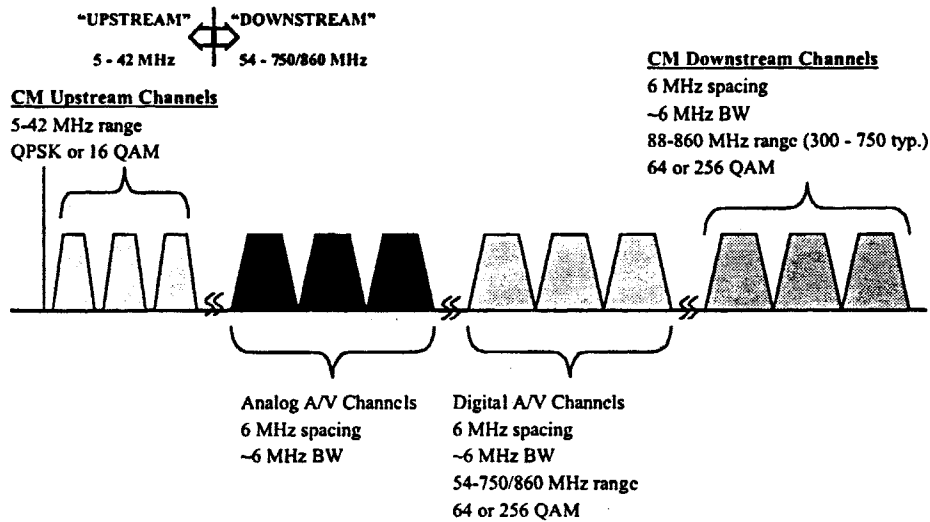 "UPSTREAM" "DOWNSTREAM"
5 - 42 MHz 54 - 750/860 MHz
CM Upstream Channels
5-42 MHz range
QPSK or 16 QAM
CM Downstream Channels
6 MHz spacing
~6 MHz BW
88-860 MHz range (300 - 750 typ.)
64 or 256 QAM
Analog A/V Channels
6 MHz spacing
~6 MHz BW
Digital A/V Channels
6 MHz spacing
~6 MHz BW
54-750/860 MHz range
64 or 256 QAM